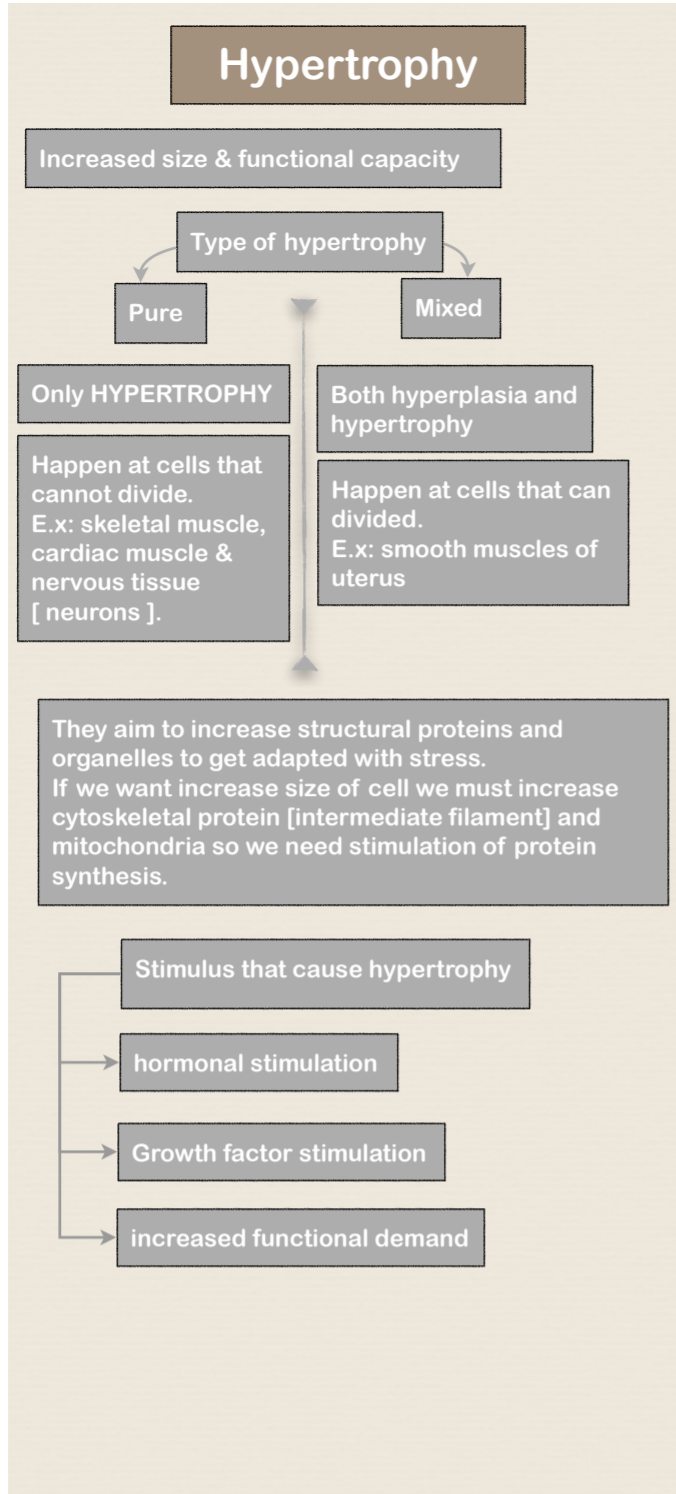 Hypertrophy
Increased size & functional capacity
Type of hypertrophy
Pure
Mixed
Only HYPERTROPHY
Happen at cells that
cannot divide.
E.x: skeletal muscle,
cardiac muscle &
nervous tissue
[ neurons ].
Both hyperplasia and
hypertrophy
Happen at cells that can
divided.
E.x: smooth muscles of
uterus
They aim to increase structural proteins and
organelles to get adapted with stress.
If we want increase size of cell we must increase
cytoskeletal protein [intermediate filament] and
mitochondria so we need stimulation of protein
synthesis.
Stimulus that cause hypertrophy
hormonal stimulation
Growth factor stimulation
increased functional demand